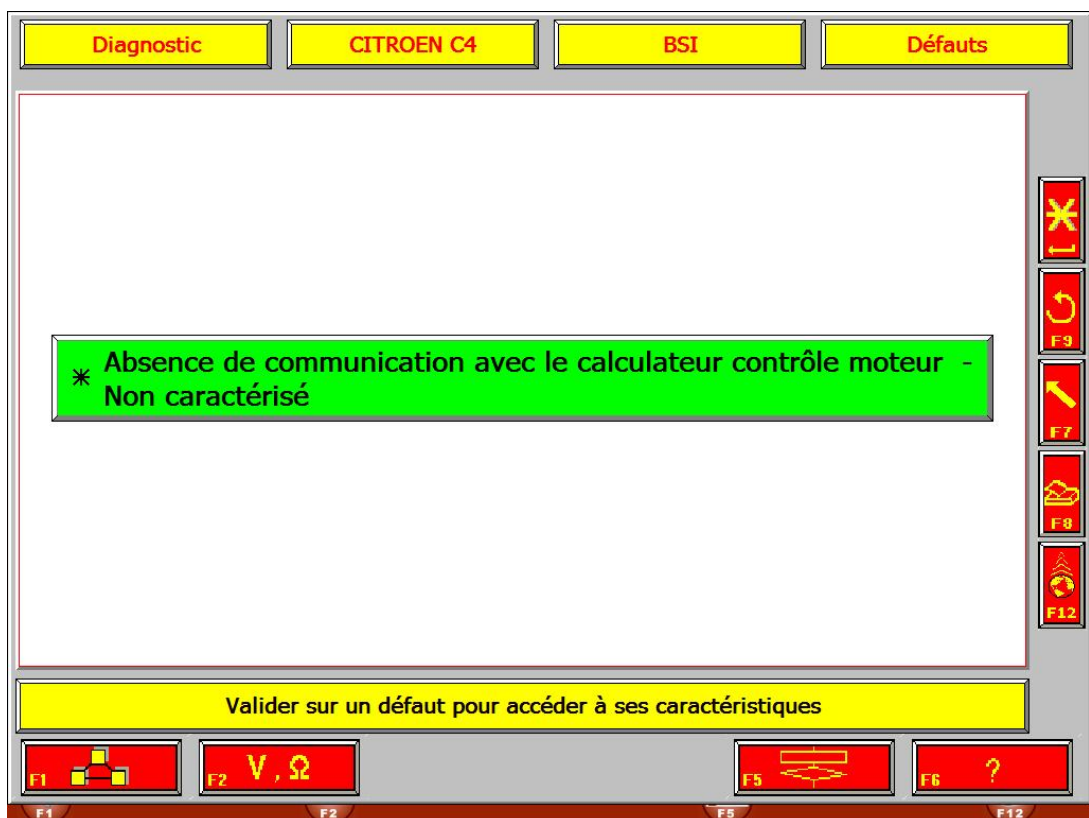 Diagnostic
CITROEN C4
BSI
Défauts
* Absence de communication avec le calculateur contrôle moteur -
Non caractérisé
F9
F7
F8
F12
Valider sur un défaut pour accéder à ses caractéristiques
F1
F2 V , Ω
F5
F6 ?
F1
F2
F5
F12